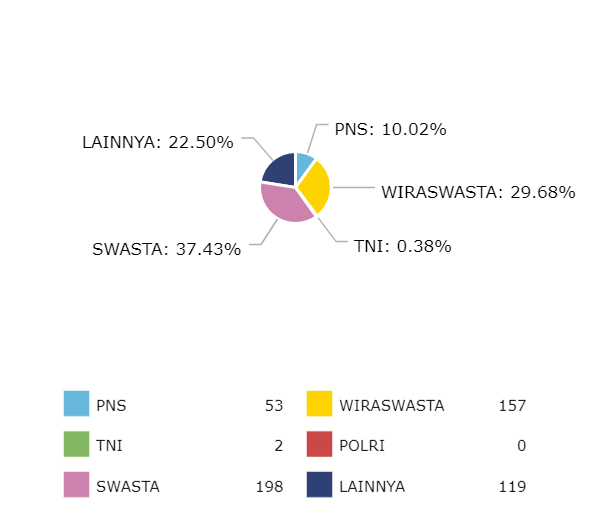 PNS: 10.02%
LAINNYA: 22.50%
WIRASWASTA: 29.68%
SWASTA: 37.43%
TNI: 0.38%
PNS 53 WIRASWASTA 157
TNI 2 POLRI 0
SWASTA 198 LAINNYA 119